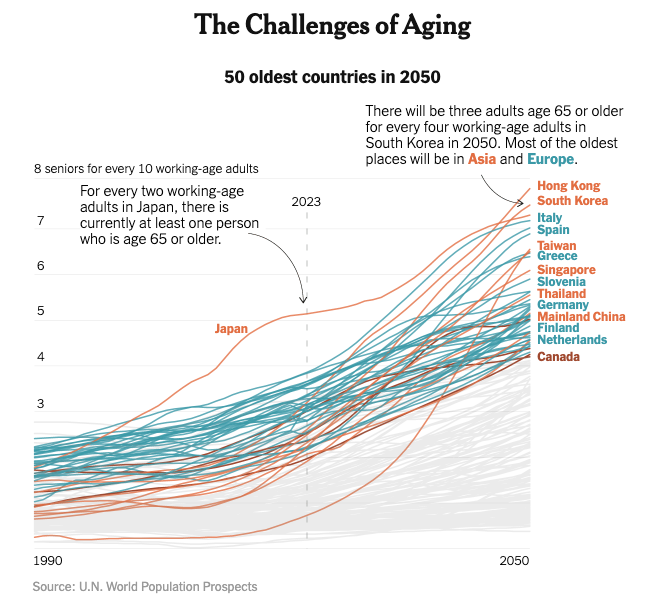 The Challenges of Aging
50 oldest countries in 2050
There will be three adults age 65 or older
for every four working-age adults in
South Korea in 2050. Most of the oldest
places will be in Asia and Europe.
8 seniors for every 10 working-age adults
For every two working-age
adults in Japan, there is
currently at least one person
who is age 65 or older.
2023
Hong Kong
South Korea
7
Italy
Spain
Taiwan
Greece
6
Singapore
Slovenia
Thailand
Germany
5
Mainland China
Japan
Finland
Netherlands
Canada
4
3
1990
2050
Source: U.N. World Population Prospects